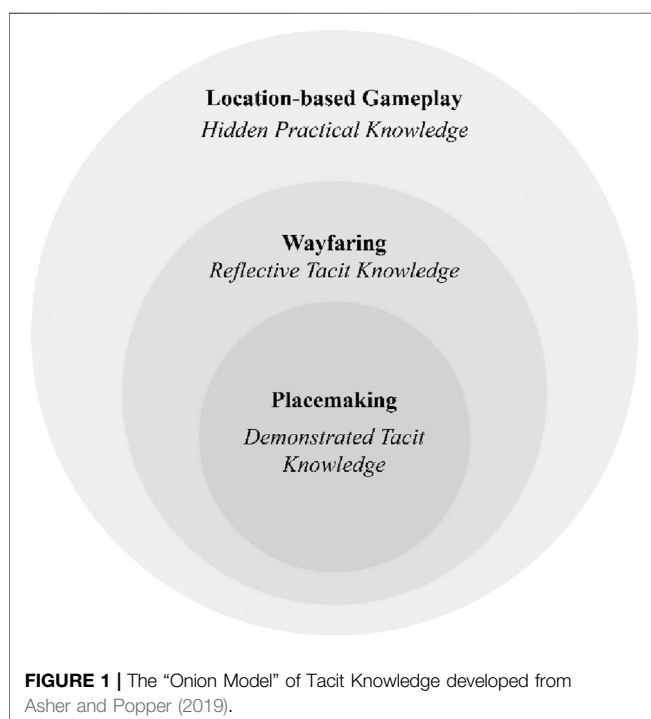 Location-based Gameplay
Hidden Practical Knowledge
Wayfaring
Reflective Tacit Knowledge
Placemaking
Demonstrated Tacit
Knowledge
FIGURE 1 | The “Onion Model” of Tacit Knowledge developed from
Asher and Popper (2019).